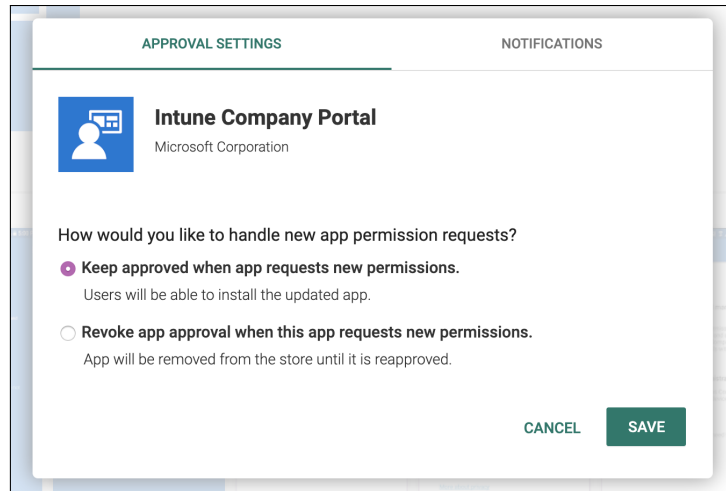 APPROVAL SETTINGS
NOTIFICATIONS
Intune Company Portal
Microsoft Corporation
How would you like to handle new app permission requests?
Keep approved when app requests new permissions.
Users will be able to install the updated app.
Revoke app approval when this app requests new permissions.
App will be removed from the store until it is reapproved.
CANCEL
SAVE